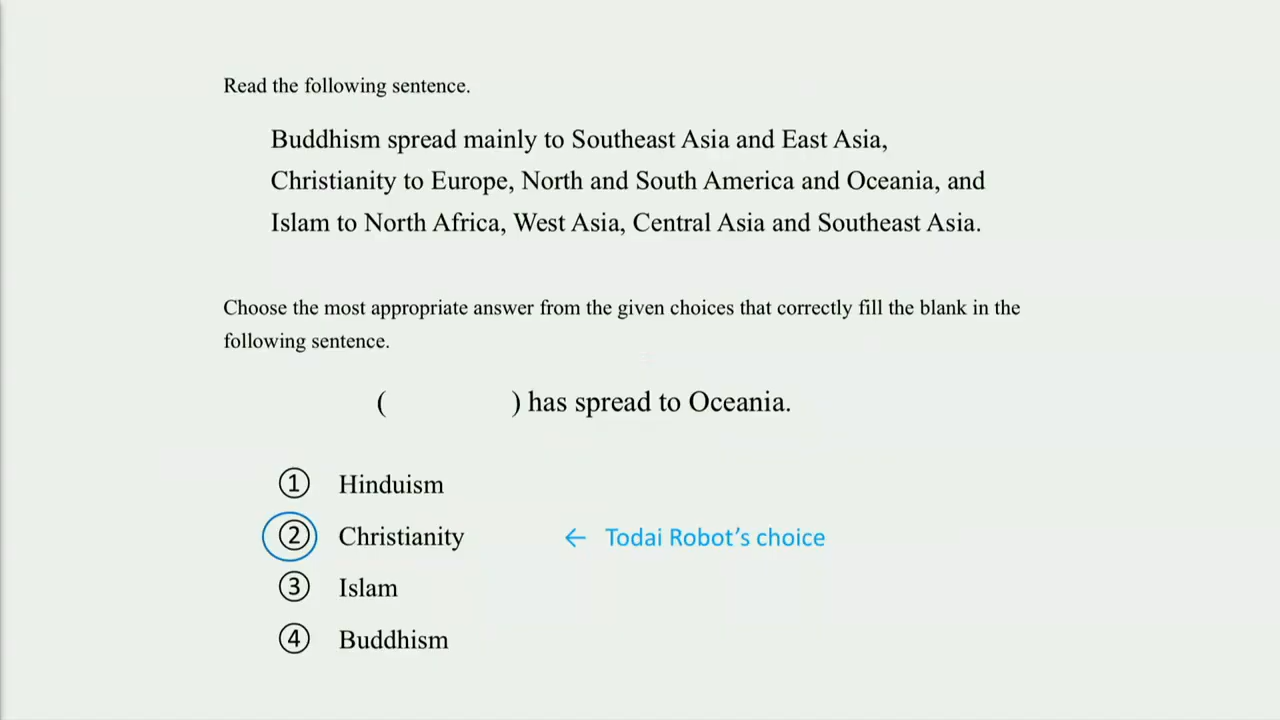 Read the following sentence.
Buddhism spread mainly to Southeast Asia and East Asia,
Christianity to Europe, North and South America and Oceania, and
Islam to North Africa, West Asia, Central Asia and Southeast Asia.
Choose the most appropriate answer from the given choices that correctly fill the blank in the
following sentence.
( ) has spread to Oceania.
① Hinduism
② Christianity ← Todai Robot's choice
③ Islam
④ Buddhism